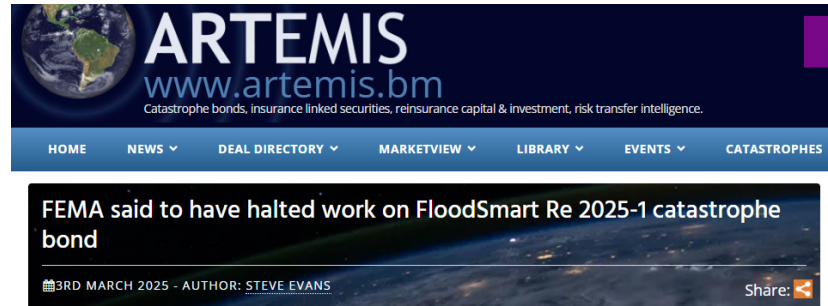 ARTEMIS
www.artemis.bm
Catastrophe bonds, insurance linked securities, reinsurance capital & investment, risk transfer intelligence.
HOME NEWS DEAL DIRECTORY MARKETVIEW LIBRARY EVENTS CATASTROPHES
FEMA said to have halted work on FloodSmart Re 2025-1 catastrophe
bond
3RD MARCH 2025 - AUTHOR: STEVE EVANS Share: